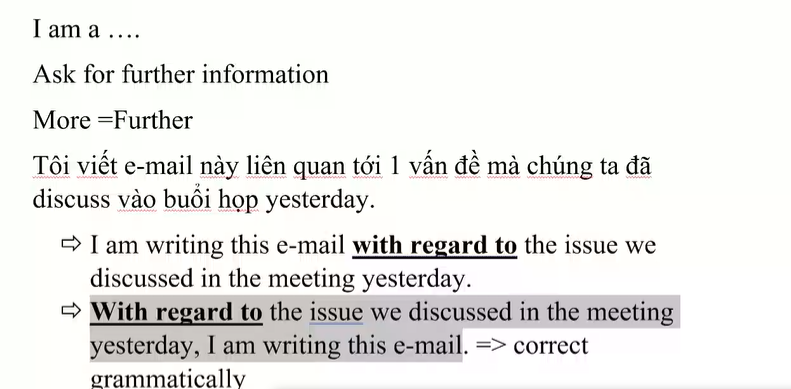 I am a ….
Ask for further information
More =Further
Tôi viết e-mail này liên quan tới 1 vấn đề mà chúng ta đã
discuss vào buổi họp yesterday.
⇨ I am writing this e-mail with regard to the issue we
discussed in the meeting yesterday.
⇨ With regard to the issue we discussed in the meeting
yesterday, I am writing this e-mail. => correct
grammatically